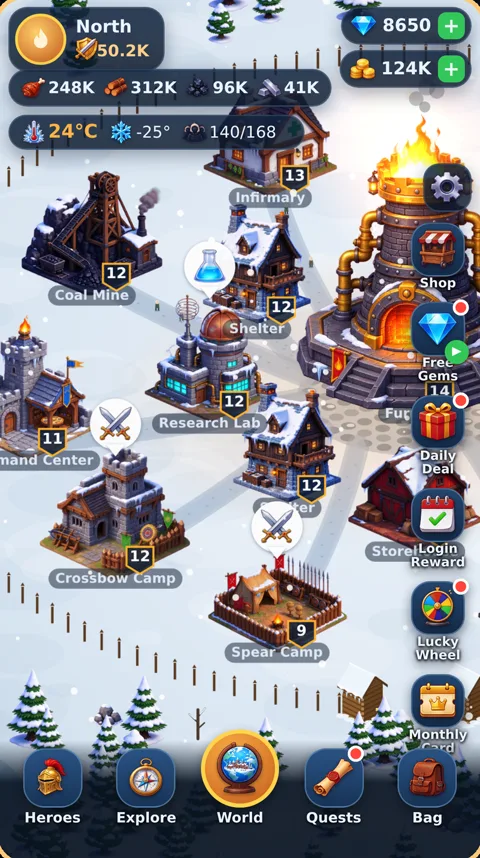 North
50.2K
8650 +
124K +
248K 312K 96K 41K
24°C -25° 140/168
13
Infirmary
12
Coal Mine
Shop
12
Shelter
Free
Gems
12
Research Lab
14
11
mand Center
Daily
Deal
12
12
Crossbow Camp
Login
Reward
9
Spear Camp
Lucky
Wheel
Monthly
Card
Heroes
Explore
World
Quests
Bag